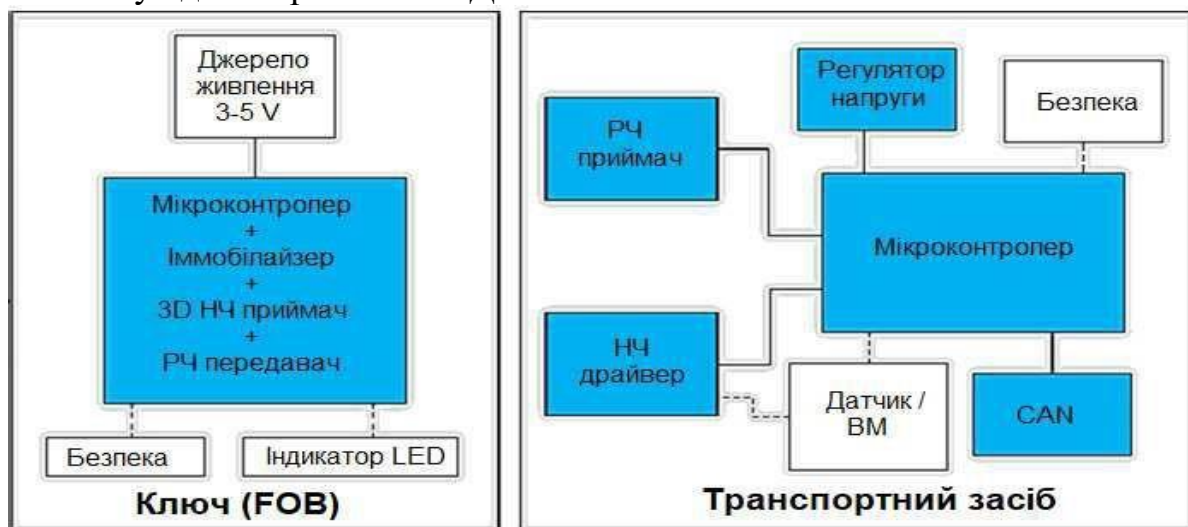 Джерело
живлення
3-5 V
Мікроконтролер
+
Іммобілайзер
+
3D НЧ приймач
+
РЧ передавач
Безпека
Індикатор LED
Ключ (FOB)
РЧ
приймач
Регулятор
напруги
Безпека
Мікроконтролер
НЧ
драйвер
Датчик /
ВМ
CAN
Транспортний засіб